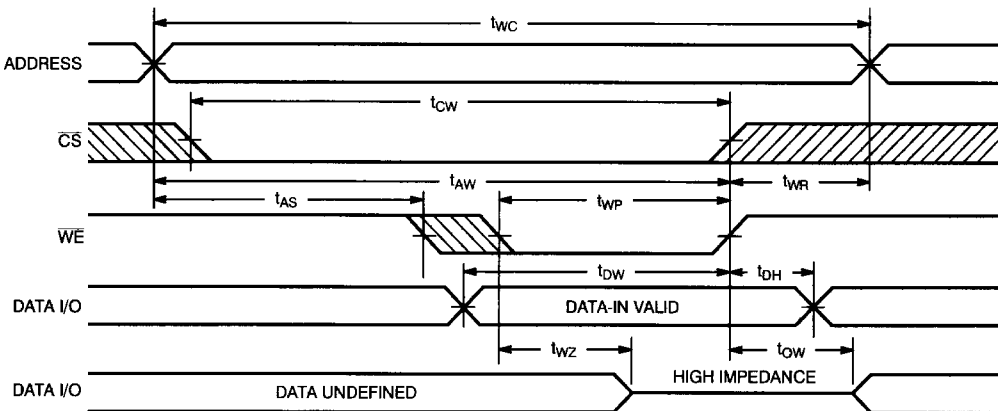 tWC
ADDRESS
tCW
CS
tAW
tWR
tAS
tWP
WE
tDW
tDH
DATA I/O
DATA-IN VALID
tWZ
tOW
HIGH IMPEDANCE
DATA I/O
DATA UNDEFINED